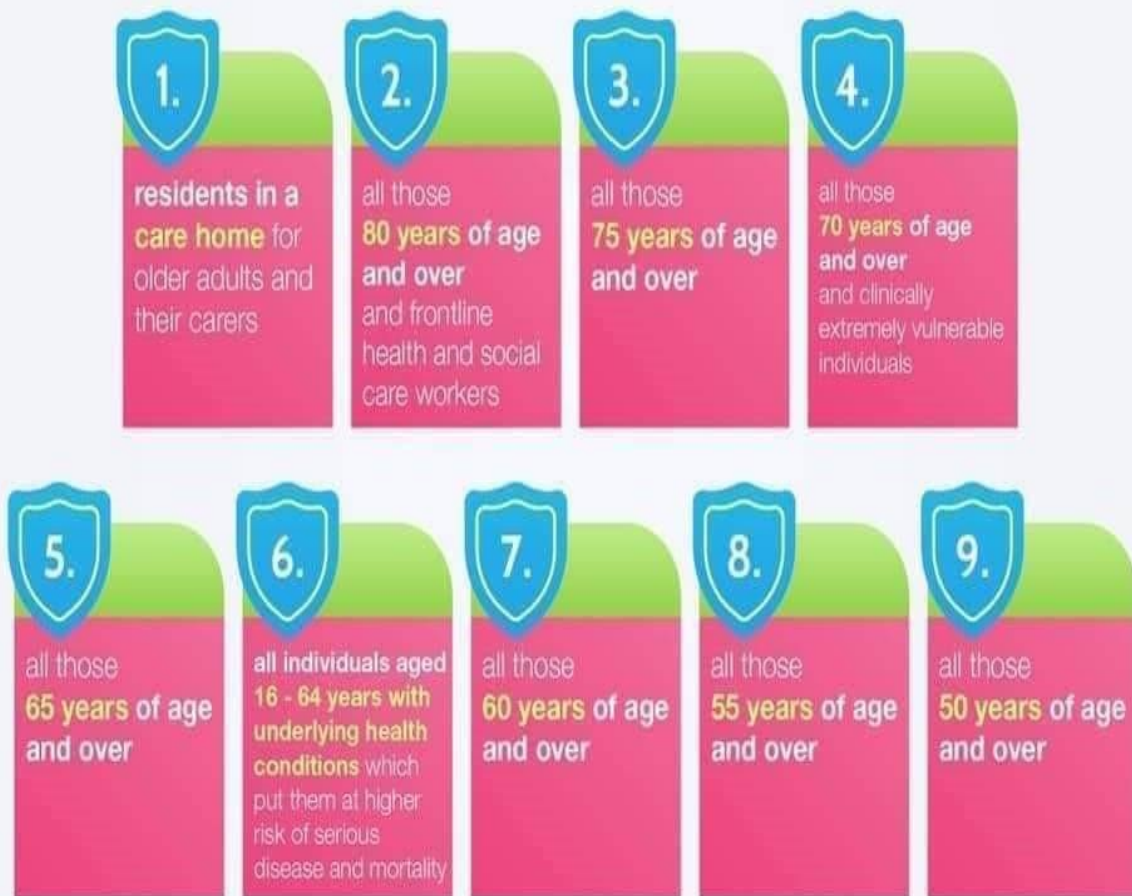 1.
residents in a
care home for
older adults and
their carers
2.
all those
80 years of age
and over
and frontline
health and social
care workers
3.
all those
75 years of age
and over
4.
all those
70 years of age
and over
and clinically
extremely vulnerable
individuals
5.
all those
65 years of age
and over
6.
all individuals aged
16 - 64 years with
underlying health
conditions which
put them at higher
risk of serious
disease and mortality
7.
all those
60 years of age
and over
8.
all those
55 years of age
and over
9.
all those
50 years of age
and over